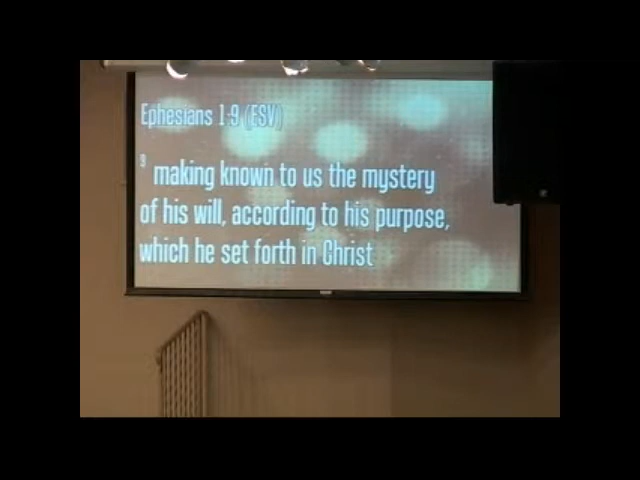 Ephesians 1:9 (ESV)
9 making known to us the mystery
of his will, according to his purpose,
which he set forth in Christ